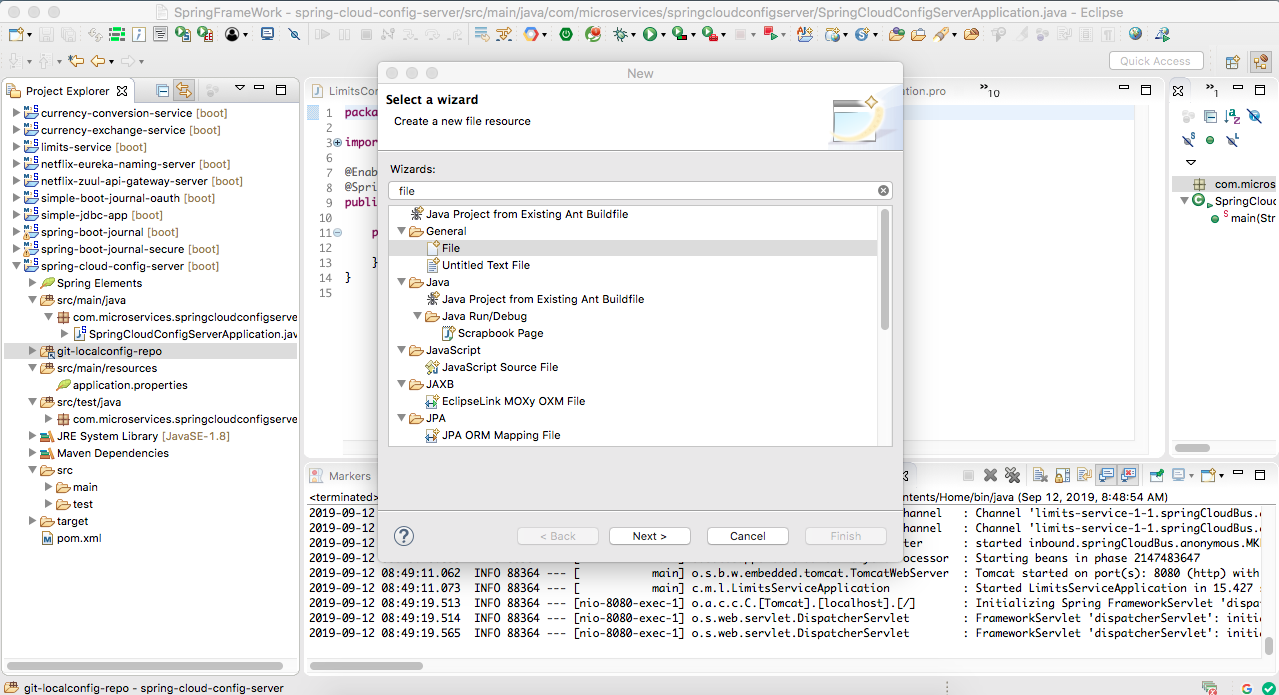 SpringFrameWork - spring-cloud-config-server/src/main/java/com/microservices/springcloudconfigserver/SpringCloudConfigServerApplication.java - Eclipse
Quick Access
Project Explorer
currency-conversion-service [boot]
currency-exchange-service [boot]
limits-service [boot]
netflix-eureka-naming-server [boot]
netflix-zuul-api-gateway-server [boot]
simple-boot-journal-oauth [boot]
simple-jdbc-app [boot]
spring-boot-journal [boot]
spring-boot-journal-secure [boot]
spring-cloud-config-server [boot]
Spring Elements
src/main/java
com.microservices.springcloudconfigserve
SpringCloudConfigServerApplication.jav
git-localconfig-repo
src/main/resources
application.properties
src/test/java
com.microservices.springcloudconfigserve
JRE System Library [JavaSE-1.8]
Maven Dependencies
src
main
test
target
pom.xml
LimitsCon
ation.pro
»10
1 packa
2
3 impor
6
7 @Enab
8 @Spri
9 publi
10
11 p
12
13 }
14 }
15
New
Select a wizard
Create a new file resource
Wizards:
file
Java Project from Existing Ant Buildfile
General
File
Untitled Text File
Java
Java Project from Existing Ant Buildfile
Java Run/Debug
Scrapbook Page
JavaScript
JavaScript Source File
JAXB
EclipseLink MOXy OXM File
JPA
JPA ORM Mapping File
? < Back Next > Cancel Finish
»1
com.micros
SpringClouc
main(Str
Markers
<terminated> ntents/Home/bin/java (Sep 12, 2019, 8:48:54 AM)
2019-09-12 hannel : Channel 'limits-service-1-1.springCloudBus.
2019-09-12 hannel : Channel 'limits-service-1-1.springCloudBus.
2019-09-12 ter : started inbound.springCloudBus.anonymous.MK
2019-09-12 ocessor : Starting beans in phase 2147483647
2019-09-12 08:49:11.062 INFO 88364 --- [ main] o.s.b.w.embedded.tomcat.TomcatWebServer : Tomcat started on port(s): 8080 (http) with
2019-09-12 08:49:11.073 INFO 88364 --- [ main] c.m.l.LimitsServiceApplication : Started LimitsServiceApplication in 15.427 s
2019-09-12 08:49:19.513 INFO 88364 --- [nio-8080-exec-1] o.a.c.c.C.[Tomcat].[localhost].[/] : Initializing Spring FrameworkServlet 'dispa
2019-09-12 08:49:19.514 INFO 88364 --- [nio-8080-exec-1] o.s.web.servlet.DispatcherServlet : FrameworkServlet 'dispatcherServlet': initi
2019-09-12 08:49:19.565 INFO 88364 --- [nio-8080-exec-1] o.s.web.servlet.DispatcherServlet : FrameworkServlet 'dispatcherServlet': initi
git-localconfig-repo - spring-cloud-config-server